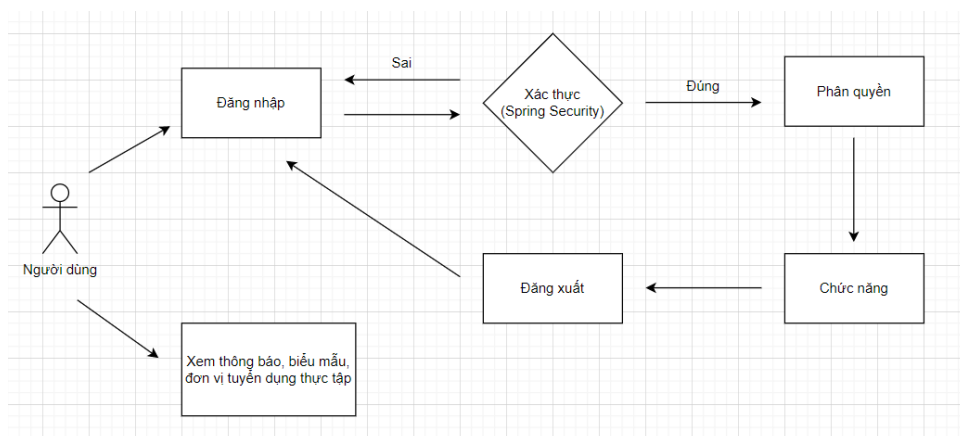 Sai
Đăng nhập
Xác thực
(Spring Security)
Đúng
Phân quyền
Người dùng
Đăng xuất
Chức năng
Xem thông báo, biểu mẫu,
đơn vị tuyển dụng thực tập